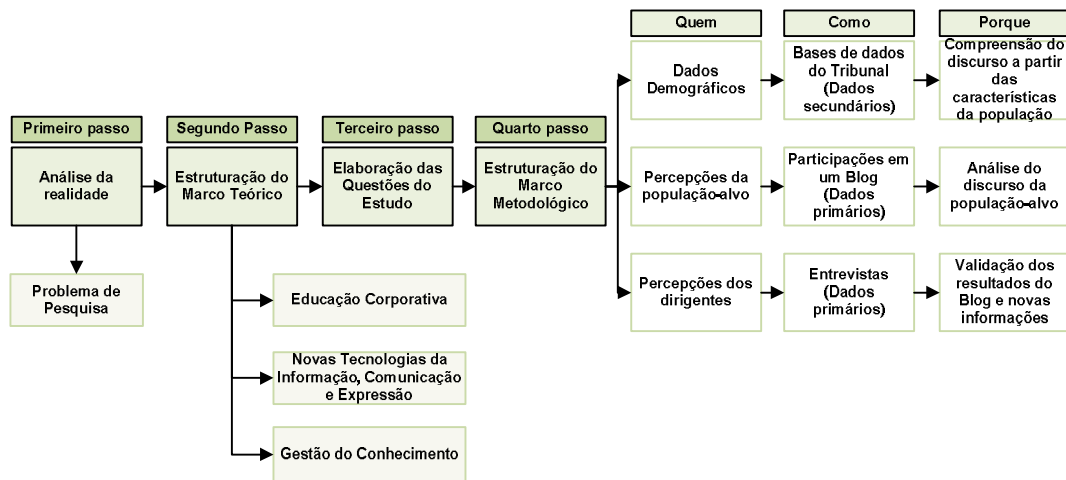 Quem
Como
Porque
Dados
Demográficos
Bases de dados
do Tribunal
(Dados
secundários)
Compreensão do
discurso a partir
das
características
da população
Primeiro passo
Segundo Passo
Terceiro passo
Quarto passo
Análise da
realidade
Estruturação do
Marco Teórico
Elaboração das
Questões do
Estudo
Estruturação do
Marco
Metodológico
Percepções da
população-alvo
Participações em
um Blog (Dados
primários)
Análise do
discurso da
população-alvo
Problema de
Pesquisa
Educação Corporativa
Percepções dos
dirigentes
Entrevistas
(Dados
primários)
Validação dos
resultados do
Blog e novas
informações
Novas Tecnologias da
Informação, Comunicação
e Expressão
Gestão do Conhecimento